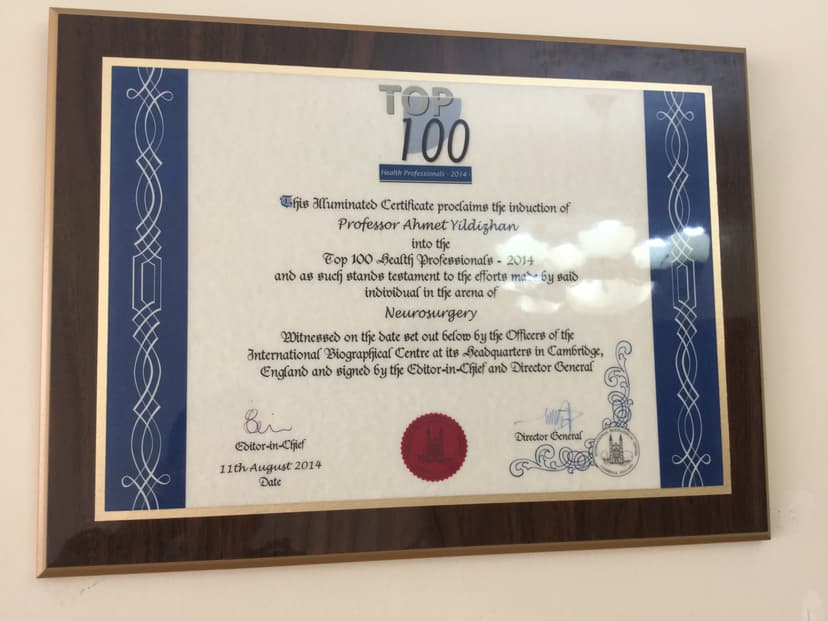 TOP
100
Health Professionals - 2014
This Illuminated Certificate proclaims the induction of
Professor Ahmet Yildizhan
into the
Top 100 Health Professionals - 2014
and as such stands testament to the efforts made by said
individual in the arena of
Neurosurgery
Witnessed on the date set out below by the Officers of the
International Biographical Centre at its Headquarters in Cambridge,
England and signed by the Editor-in-Chief and Director General
Editor-in-Chief
Director General
11th August 2014
Date